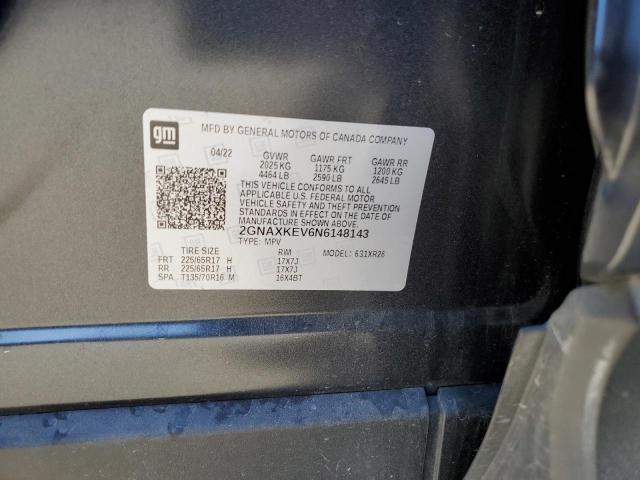 gm
MFD BY GENERAL MOTORS OF CANADA COMPANY
04/22 GVWR GAWR FRT GAWR RR
2025 KG 1175 KG 1200 KG
4464 LB 2590 LB 2645 LB
THIS VEHICLE CONFORMS TO ALL
APPLICABLE U.S. FEDERAL MOTOR
VEHICLE SAFETY AND THEFT PREVENTION
STANDARDS IN EFFECT ON THE DATE OF
MANUFACTURE SHOWN ABOVE.
2GNAXKEV6N6148143
TYPE: MPV MODEL: 631XR26
TIRE SIZE RIM
FRT 225/65R17 H 17X7J
RR 225/65R17 H 17X7J
SPA T135/70R16 M 16X4BT